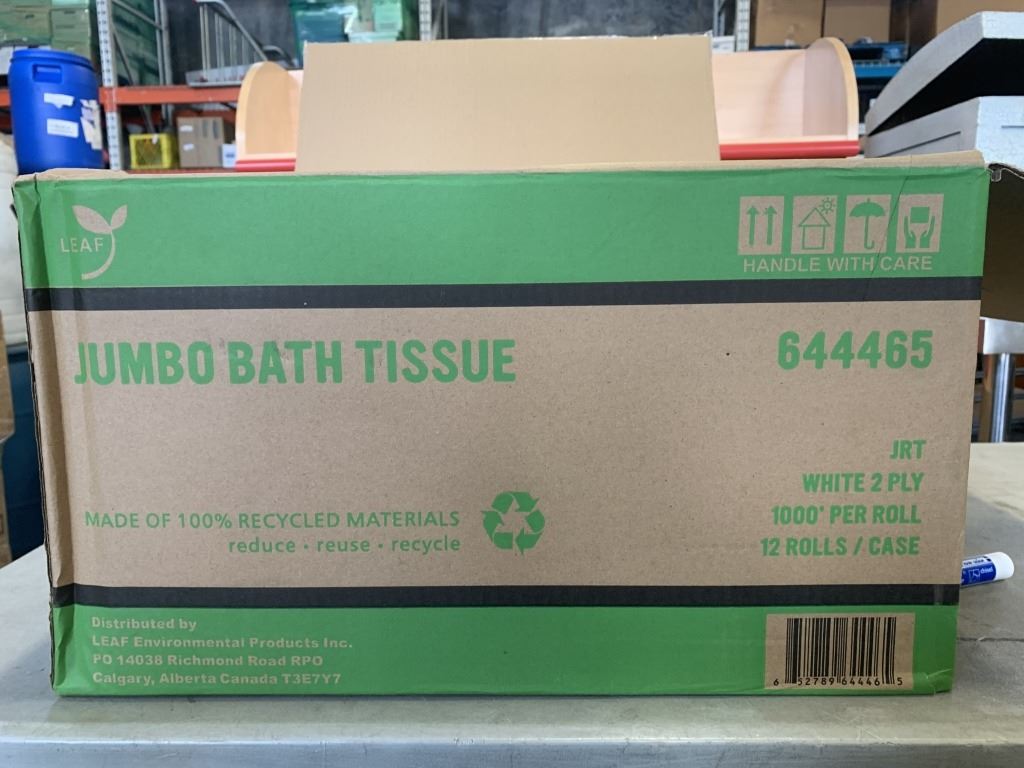 LEAF
HANDLE WITH CARE
JUMBO BATH TISSUE
644465
JRT
WHITE 2 PLY
1000' PER ROLL
12 ROLLS / CASE
MADE OF 100% RECYCLED MATERIALS
reduce • reuse • recycle
Distributed by
LEAF Environmental Products Inc.
PO 14038 Richmond Road RPO
Calgary, Alberta Canada T3E7Y7
6 52789 64446 5